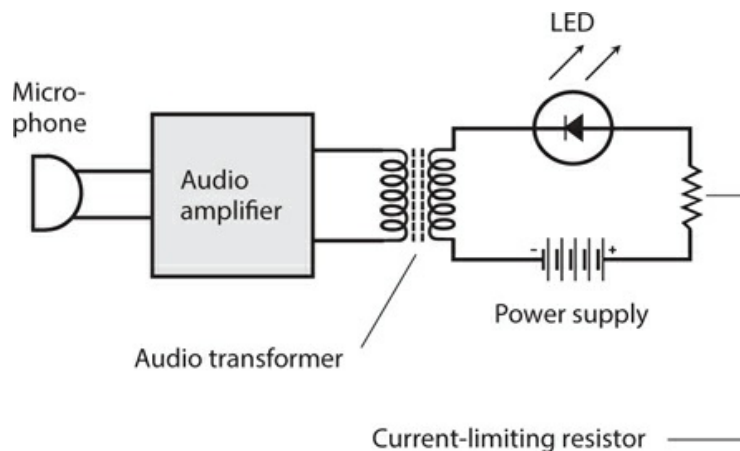 LED
Micro-
phone
Audio
amplifier
- +
Power supply
Audio transformer
Current-limiting resistor